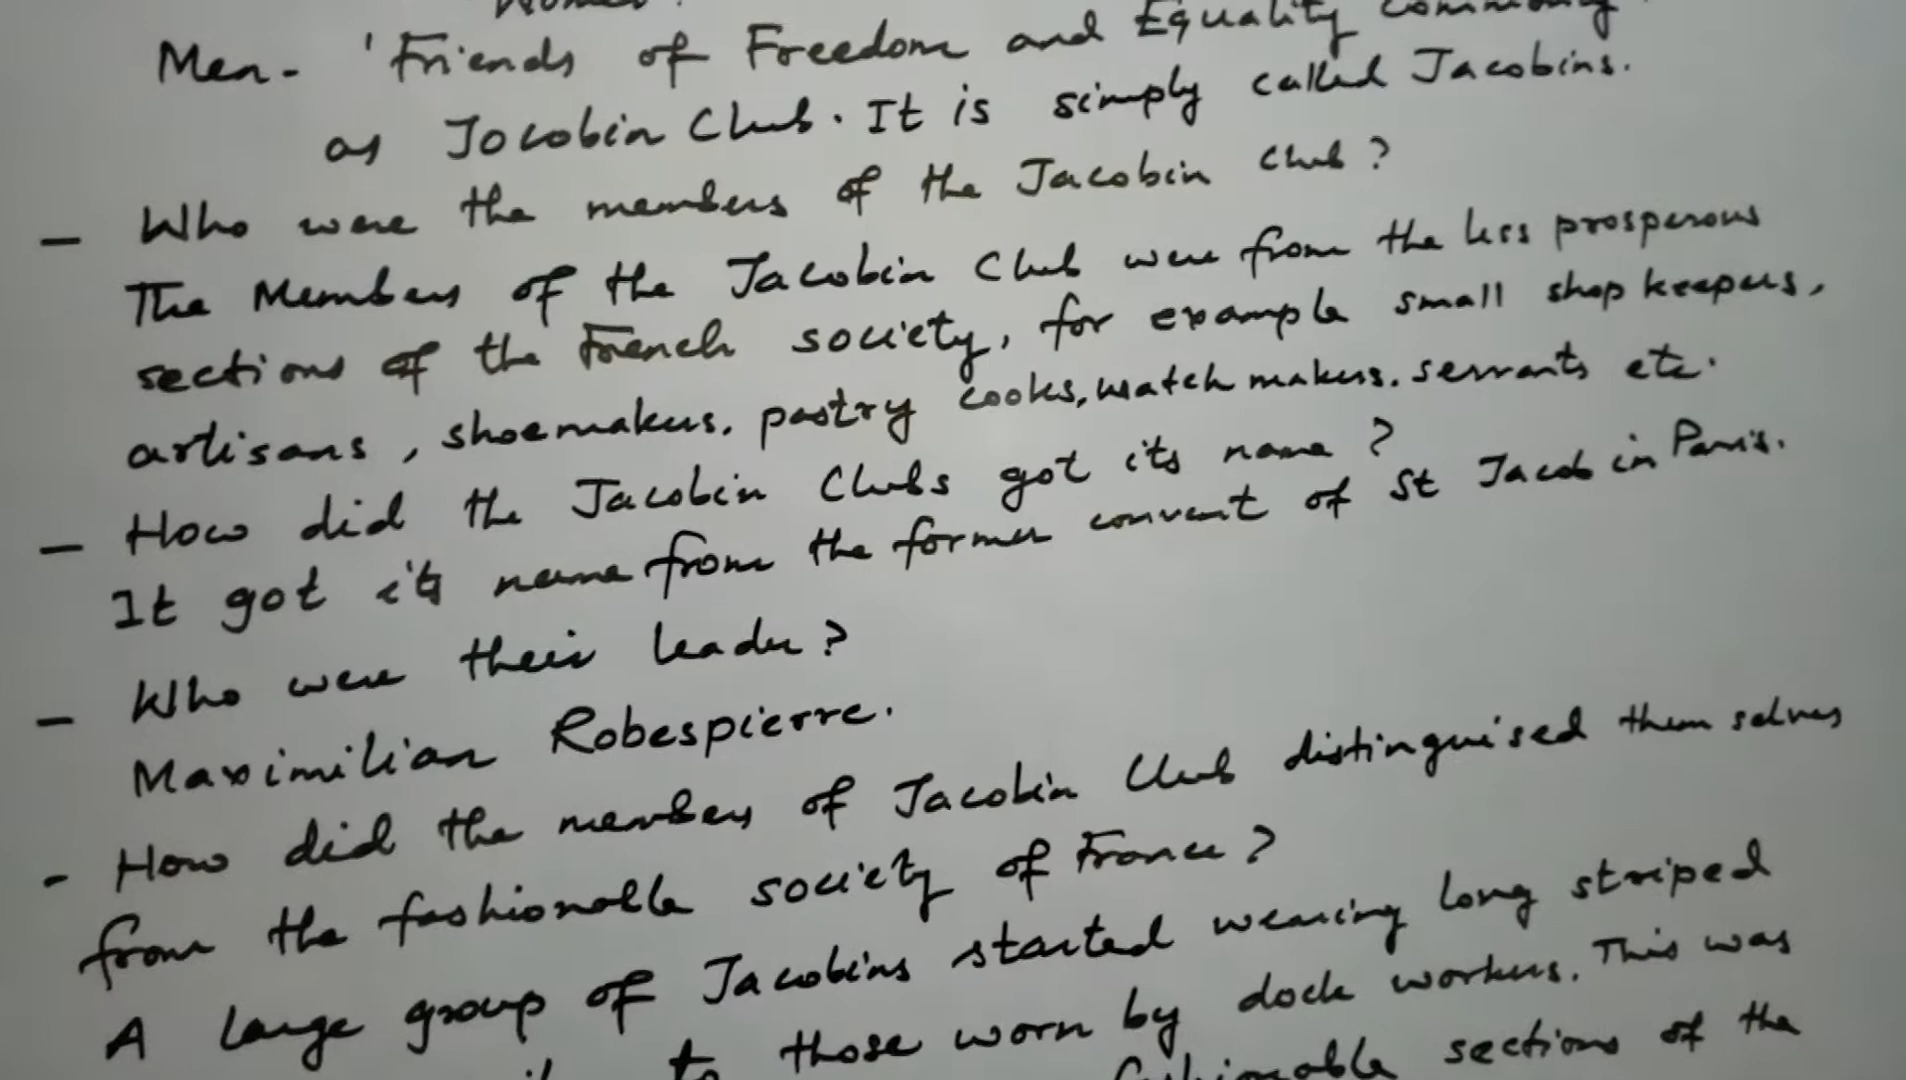 Men - 'Friends of Freedom and Equality commonly
as Jocobin Club. It is simply called Jacobins.
— Who were the members of the Jacobin Club?
The Members of the Jacobin Club were from the less prosperous
sections of the French society, for example small shop keepers,
artisans, shoemakers, pastry cooks, watch makers, servants etc.
— How did the Jacobin Clubs got its name?
It got its name from the former convent of St Jacob in Paris.
— Who were their leader?
Maximilian Robespierre.
- How did the members of Jacobin Club distinguised them selves
from the fashionable society of France?
A large group of Jacobins started wearing long striped
to those worn by dock workers. This was
fashionable sections of the